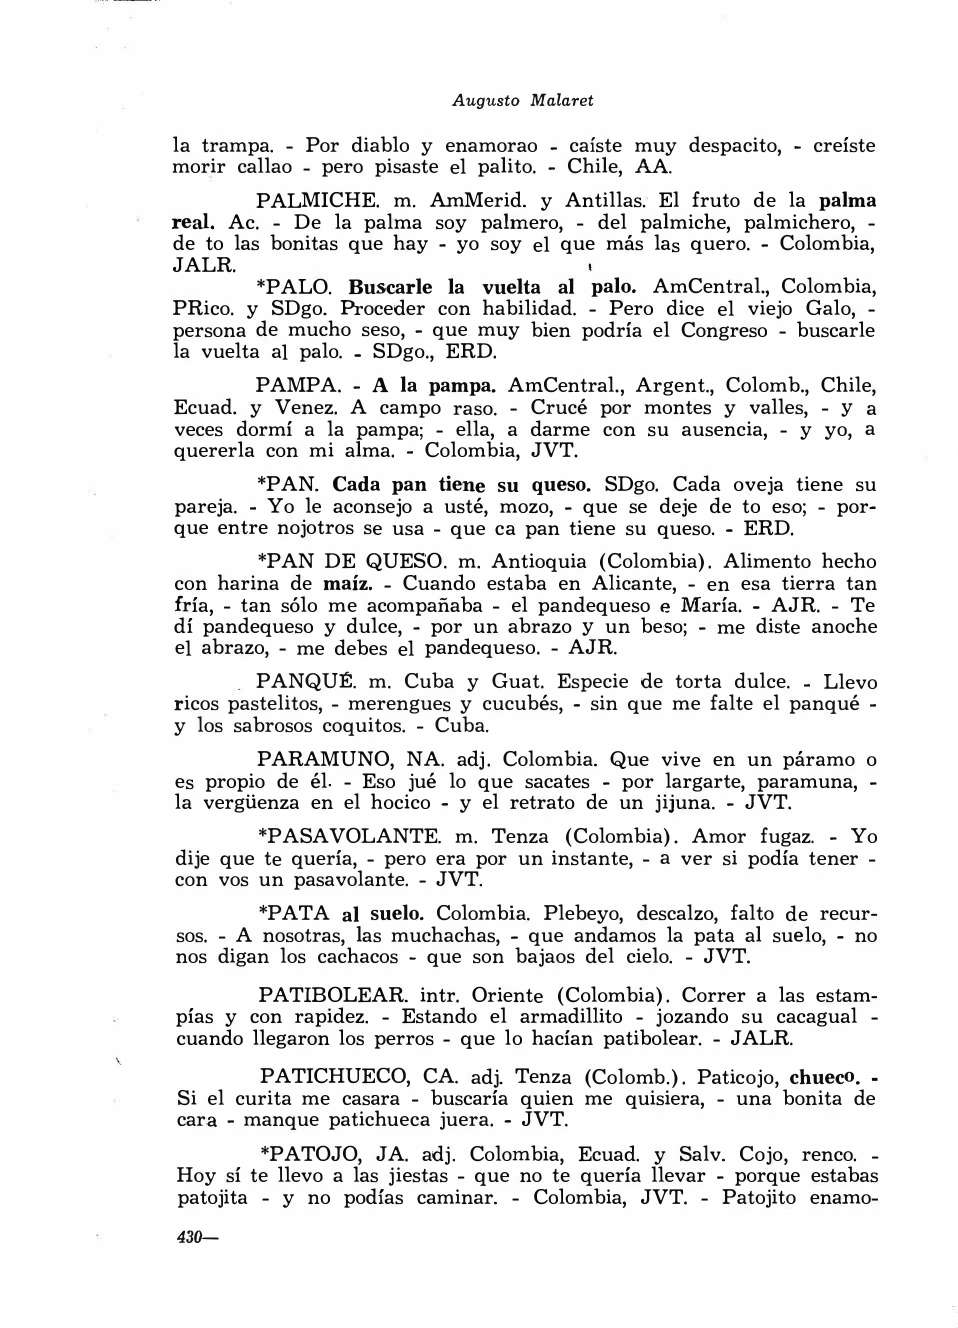 Augusto Malaret
la trampa. - Por diablo y enamorao - caíste muy despacito, - creíste
morir callao - pero pisaste el palito. - Chile, AA.
PALMICHE. m. AmMerid. y Antillas. El fruto de la palma
real. Ac. - De la palma soy palmero, - del palmiche, palmichero, -
de to las bonitas que hay - yo soy el que más las quero. - Colombia,
JALR.
*PALO. Buscarle la vuelta al palo. AmCentral., Colombia,
PRico. y SDgo. Proceder con habilidad. - Pero dice el viejo Galo, -
persona de mucho seso, - que muy bien podría el Congreso - buscarle
la vuelta al palo. - SDgo., ERD.
PAMPA. - A la pampa. AmCentral., Argent., Colomb., Chile,
Ecuad. y Venez. A campo raso. - Crucé por montes y valles, - y a
veces dormí a la pampa; - ella, a darme con su ausencia, - y yo, a
quererla con mi alma. - Colombia, JVT.
*PAN. Cada pan tiene su queso. SDgo. Cada oveja tiene su
pareja. - Yo le aconsejo a usté, mozo, - que se deje de to eso; - por-
que entre nojotros se usa - que ca pan tiene su queso. - ERD.
*PAN DE QUESO. m. Antioquia (Colombia). Alimento hecho
con harina de maíz. - Cuando estaba en Alicante, - en esa tierra tan
fría, - tan sólo me acompañaba - el pandequeso e María. - AJR. - Te
dí pandequeso y dulce, - por un abrazo y un beso; - me diste anoche
el abrazo, - me debes el pandequeso. - AJR.
PANQUÉ. m. Cuba y Guat. Especie de torta dulce. - Llevo
ricos pastelitos, - merengues y cucubés, - sin que me falte el panqué -
y los sabrosos coquitos. - Cuba.
PARAMUNO, NA. adj. Colombia. Que vive en un páramo o
es propio de él. - Eso jué lo que sacates - por largarte, paramuna, -
la vergüenza en el hocico - y el retrato de un jijuna. - JVT.
*PASAVOLANTE. m. Tenza (Colombia). Amor fugaz. - Yo
dije que te quería, - pero era por un instante, - a ver si podía tener -
con vos un pasavolante. - JVT.
*PATA al suelo. Colombia. Plebeyo, descalzo, falto de recur-
sos. - A nosotras, las muchachas, - que andamos la pata al suelo, - no
nos digan los cachacos - que son bajaos del cielo. - JVT.
PATIBOLEAR. intr. Oriente (Colombia). Correr a las estam-
pías y con rapidez. - Estando el armadillito - jozando su cacagual -
cuando llegaron los perros - que lo hacían patibolear. - JALR.
PATICHUECO, CA. adj. Tenza (Colomb.). Paticojo, chueco. -
Si el curita me casara - buscaría quien me quisiera, - una bonita de
cara - manque patichueca juera. - JVT.
*PATOJO, JA. adj. Colombia, Ecuad. y Salv. Cojo, renco. -
Hoy sí te llevo a las jiestas - que no te quería llevar - porque estabas
patojita - y no podías caminar. - Colombia, JVT. - Patojito enamo-
430—